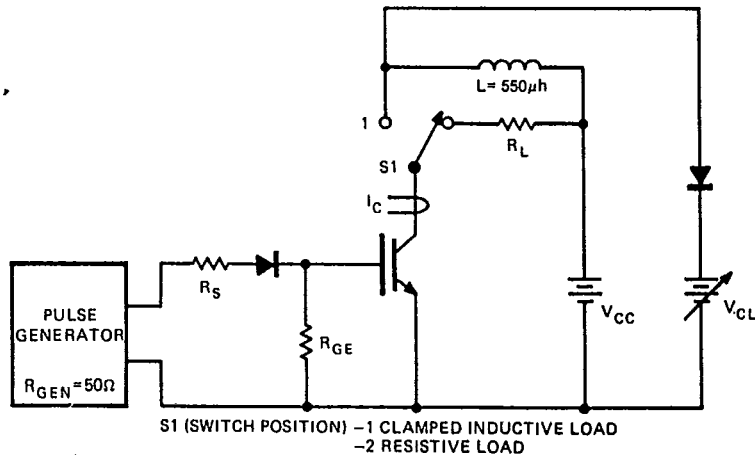 L= 550μh
1
R_L
S1
I_C
R_S
PULSE
GENERATOR
R_GEN = 50Ω
R_GE
V_CC
V_CL
S1 (SWITCH POSITION) –1 CLAMPED INDUCTIVE LOAD
–2 RESISTIVE LOAD